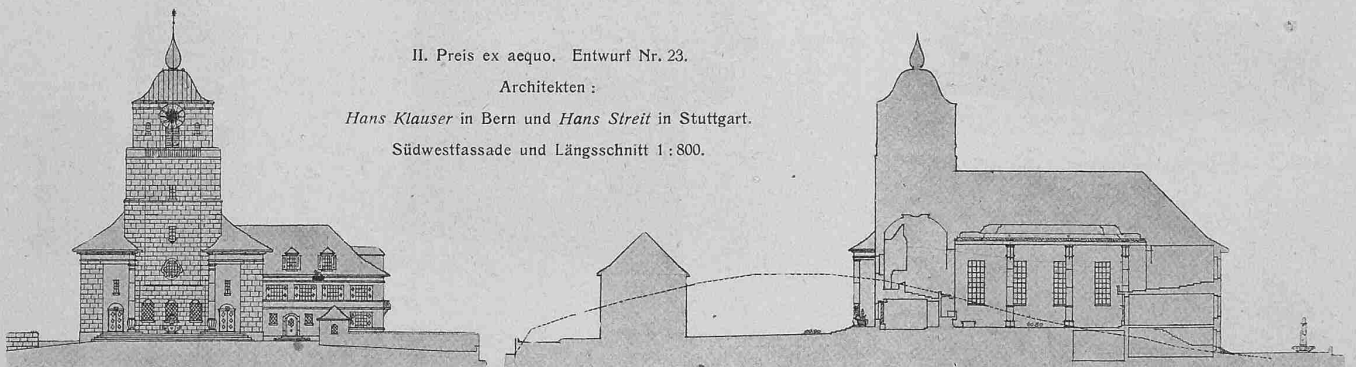 II. Preis ex aequo. Entwurf Nr. 23.
Architekten :
Hans Klauser in Bern und Hans Streit in Stuttgart.
Südwestfassade und Längsschnitt 1 : 800.